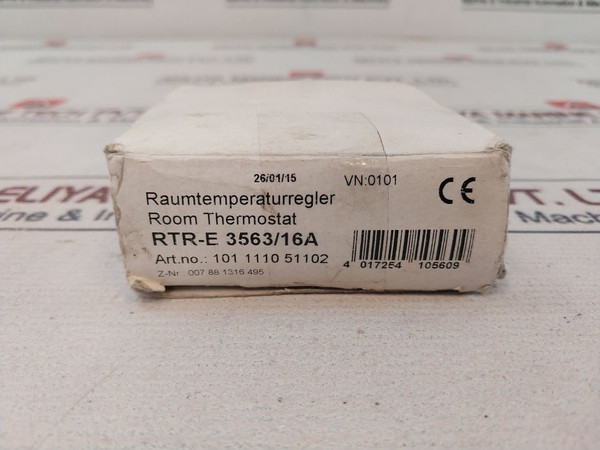 26/01/15 VN:0101
Raumtemperaturregler
Room Thermostat
RTR-E 3563/16A
Art.no.: 101 1110 51102
Z-Nr.: 007 88 1316 495
4 017254 105609
CE